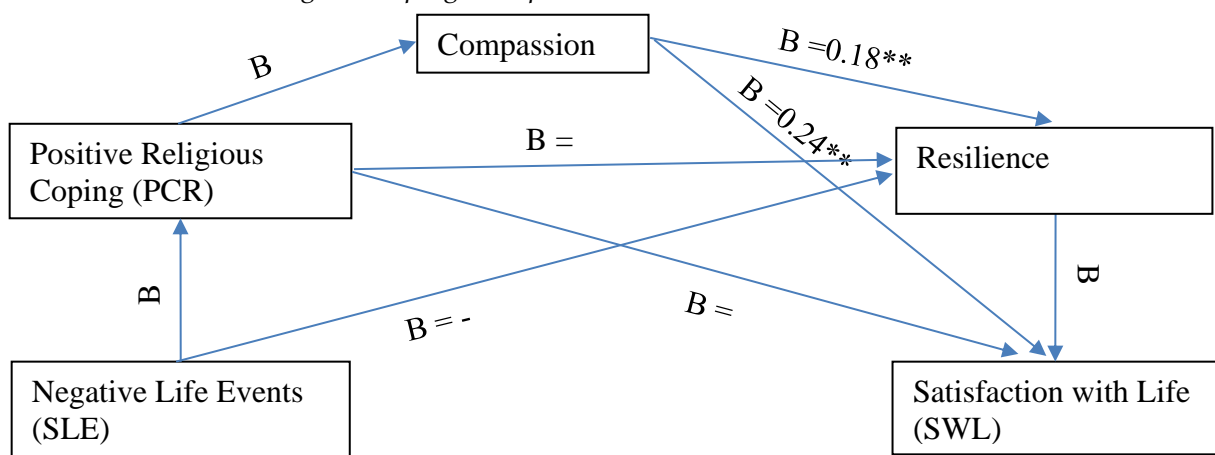 Compassion
B
B =0.18**
B =0.24**
Positive Religious
Coping (PCR)
B =
Resilience
B
B = -
B =
B
Negative Life Events
(SLE)
Satisfaction with Life
(SWL)